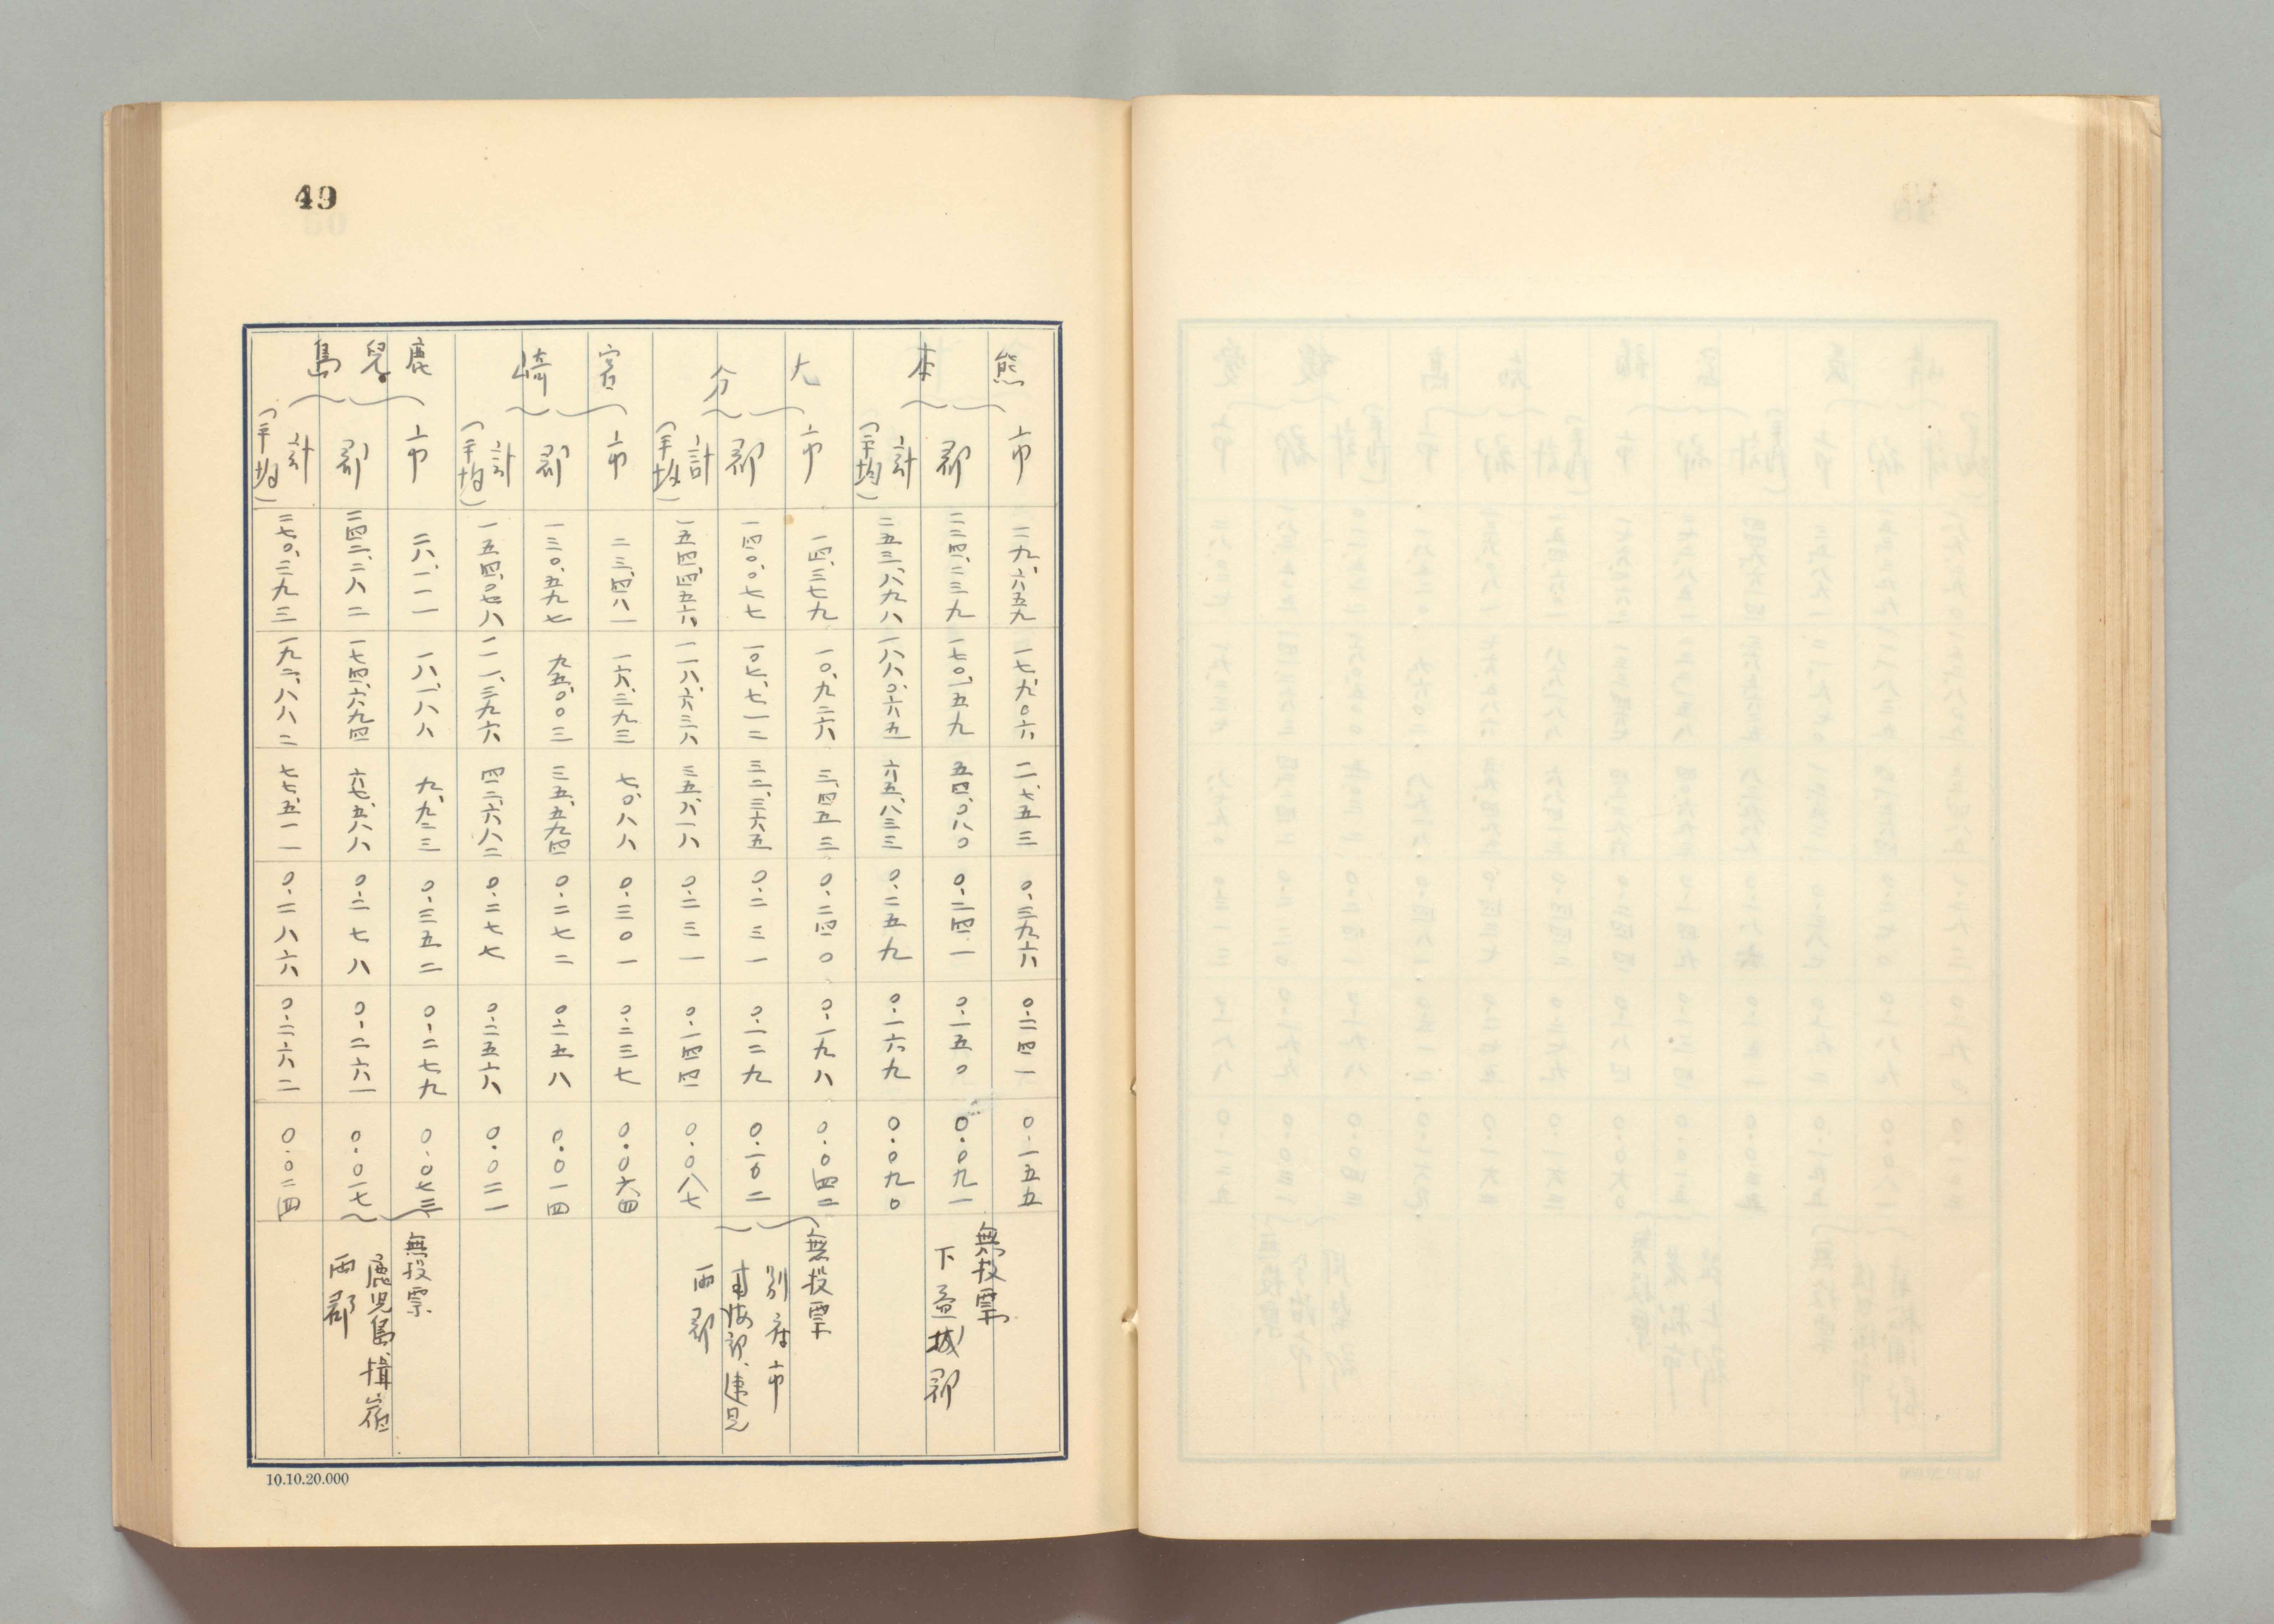 49
熊本
市 二九、六五九 一七、九〇六 一一、七五三 〇.三九六 〇.二四一 〇.一五五
郡 二二四、二三九 一七〇、一五九 五四、〇八〇 〇.二四一 〇.一五〇 〇.〇九一
無投票
下益城郡
計(平均) 二五三、八九八 一八八、〇六五 六五、八三三 〇.二五九 〇.一六九 〇.〇九〇
大分
市 一四、三七九 一〇、九二六 三、四五三 〇.二四〇 〇.一九八 〇.〇四二
郡 一四〇、〇七七 一〇七、七一二 三二、三六五 〇.二三一 〇.一二九 〇.一〇二
無投票
別府市
南海部、速見
両郡
計(平均) 一五四、四五六 一一八、六三八 三五、八一八 〇.二三一 〇.一四四 〇.〇八七
宮崎
市 二三、四八一 一六、三九三 七、〇八八 〇.三〇一 〇.二三七 〇.〇六四
郡 一三〇、五九七 九五、〇〇三 三五、五九四 〇.二七二 〇.二五八 〇.〇一四
計(平均) 一五四、〇七八 一一一、三九六 四二、六八二 〇.二七七 〇.二五六 〇.〇二一
鹿兒島
市 二八、一一一 一八、一八八 九、九二三 〇.三五二 〇.二七九 〇.〇七三
郡 二四二、二八二 一七四、六九四 六七、五八八 〇.二七八 〇.二六一 〇.〇一七
無投票
鹿児島、揖宿
両郡
計(平均) 二七〇、三九三 一九二、八八二 七七、五一一 〇.二八六 〇.二六二 〇.〇二四
10.10.20.000